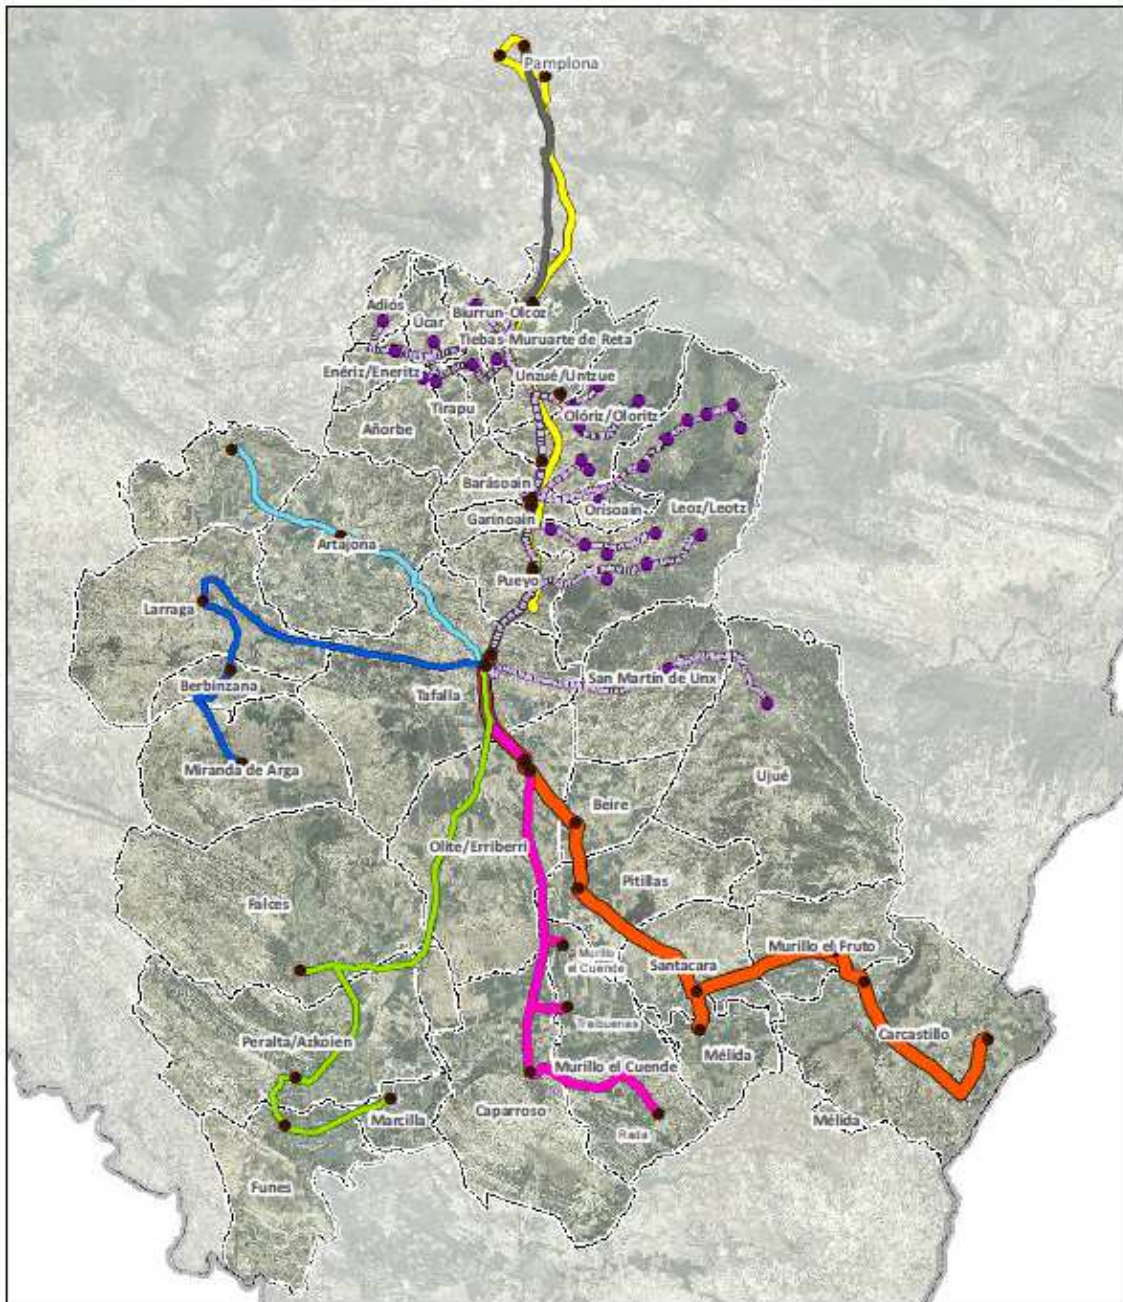 Pamplona
Adiós
Úcar
Biurrun-Olcoz
Tiebas-Muruarte de Reta
Enériz/Eneritz
Unzué/Untzue
Tirapu
Olóriz/Oloritz
Añorbe
Barásoain
Garínoain
Orisoain
Leoz/Leotz
Artajona
Pueyo
Larraga
Berbinzana
Tafalla
San Martín de Unx
Miranda de Arga
Ujué
Beire
Olite/Erriberri
Pitillas
Falces
Murillo
el Cuende
Santacara
Murillo el Fruto
Traibuenas
Carcastillo
Peralta/Azkoien
Mélida
Murillo el Cuende
Caparroso
Marcilla
Rada
Mélida
Funes